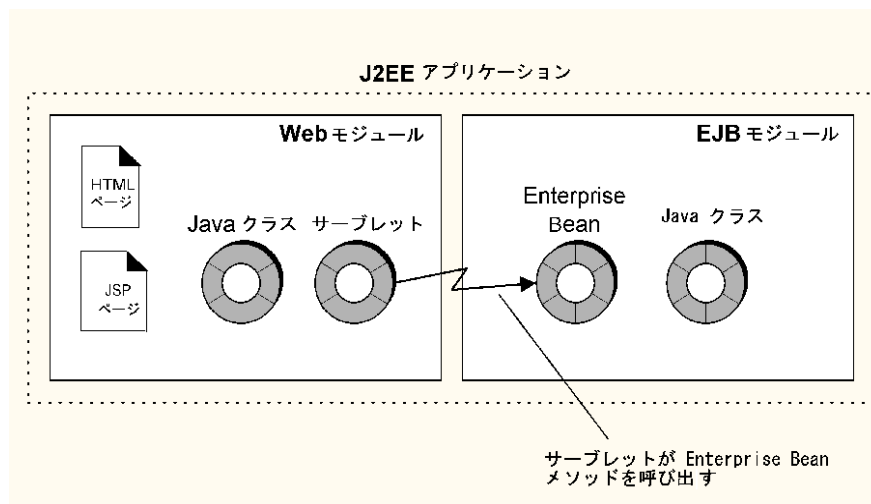 J2EE アプリケーション
Web モジュール
HTML
ページ
JSP
ページ
Java クラス
サーブレット
EJB モジュール
Enterprise
Bean
Java クラス
サーブレットが Enterprise Bean
メソッドを呼び出す